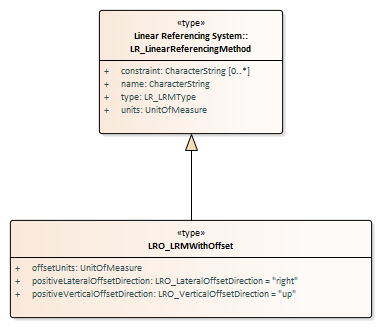 «type»
Linear Referencing System::
LR_LinearReferencingMethod
+ constraint: CharacterString [0..*]
+ name: CharacterString
+ type: LR_LRMType
+ units: UnitOfMeasure
«type»
LRO_LRMWithOffset
+ offsetUnits: UnitOfMeasure
+ positiveLateralOffsetDirection: LRO_LateralOffsetDirection = "right"
+ positiveVerticalOffsetDirection: LRO_VerticalOffsetDirection = "up"